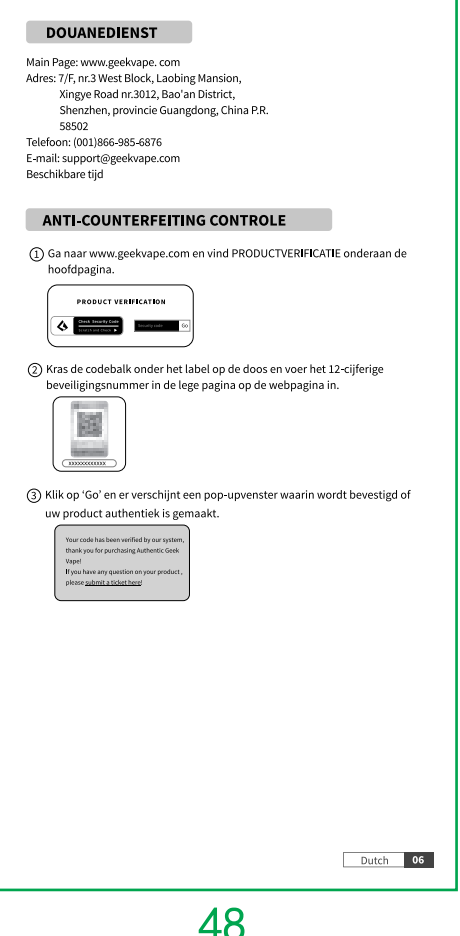 DOUANEDIENST
Main Page: www.geekvape. com
Adres: 7/F, nr.3 West Block, Laobing Mansion,
Xingye Road nr.3012, Bao'an District,
Shenzhen, provincie Guangdong, China P.R.
58502
Telefoon: (001)866-985-6876
E-mail: support@geekvape.com
Beschikbare tijd
ANTI-COUNTERFEITING CONTROLE
1 Ga naar www.geekvape.com en vind PRODUCTVERIFICATIE onderaan de
hoofdpagina.
PRODUCT VERIFICATION
Check Security Code
Scratch and Check
Security code Go
2 Kras de codebalk onder het label op de doos en voer het 12-cijferige
beveiligingsnummer in de lege pagina op de webpagina in.
XXXXXXXXXXXX
3 Klik op ‘Go’ en er verschijnt een pop-upvenster waarin wordt bevestigd of
uw product authentiek is gemaakt.
Your code has been verified by our system,
thank you for purchasing Authentic Geek
Vape!
If you have any question on your product ,
please submit a ticket here!
Dutch 06
48